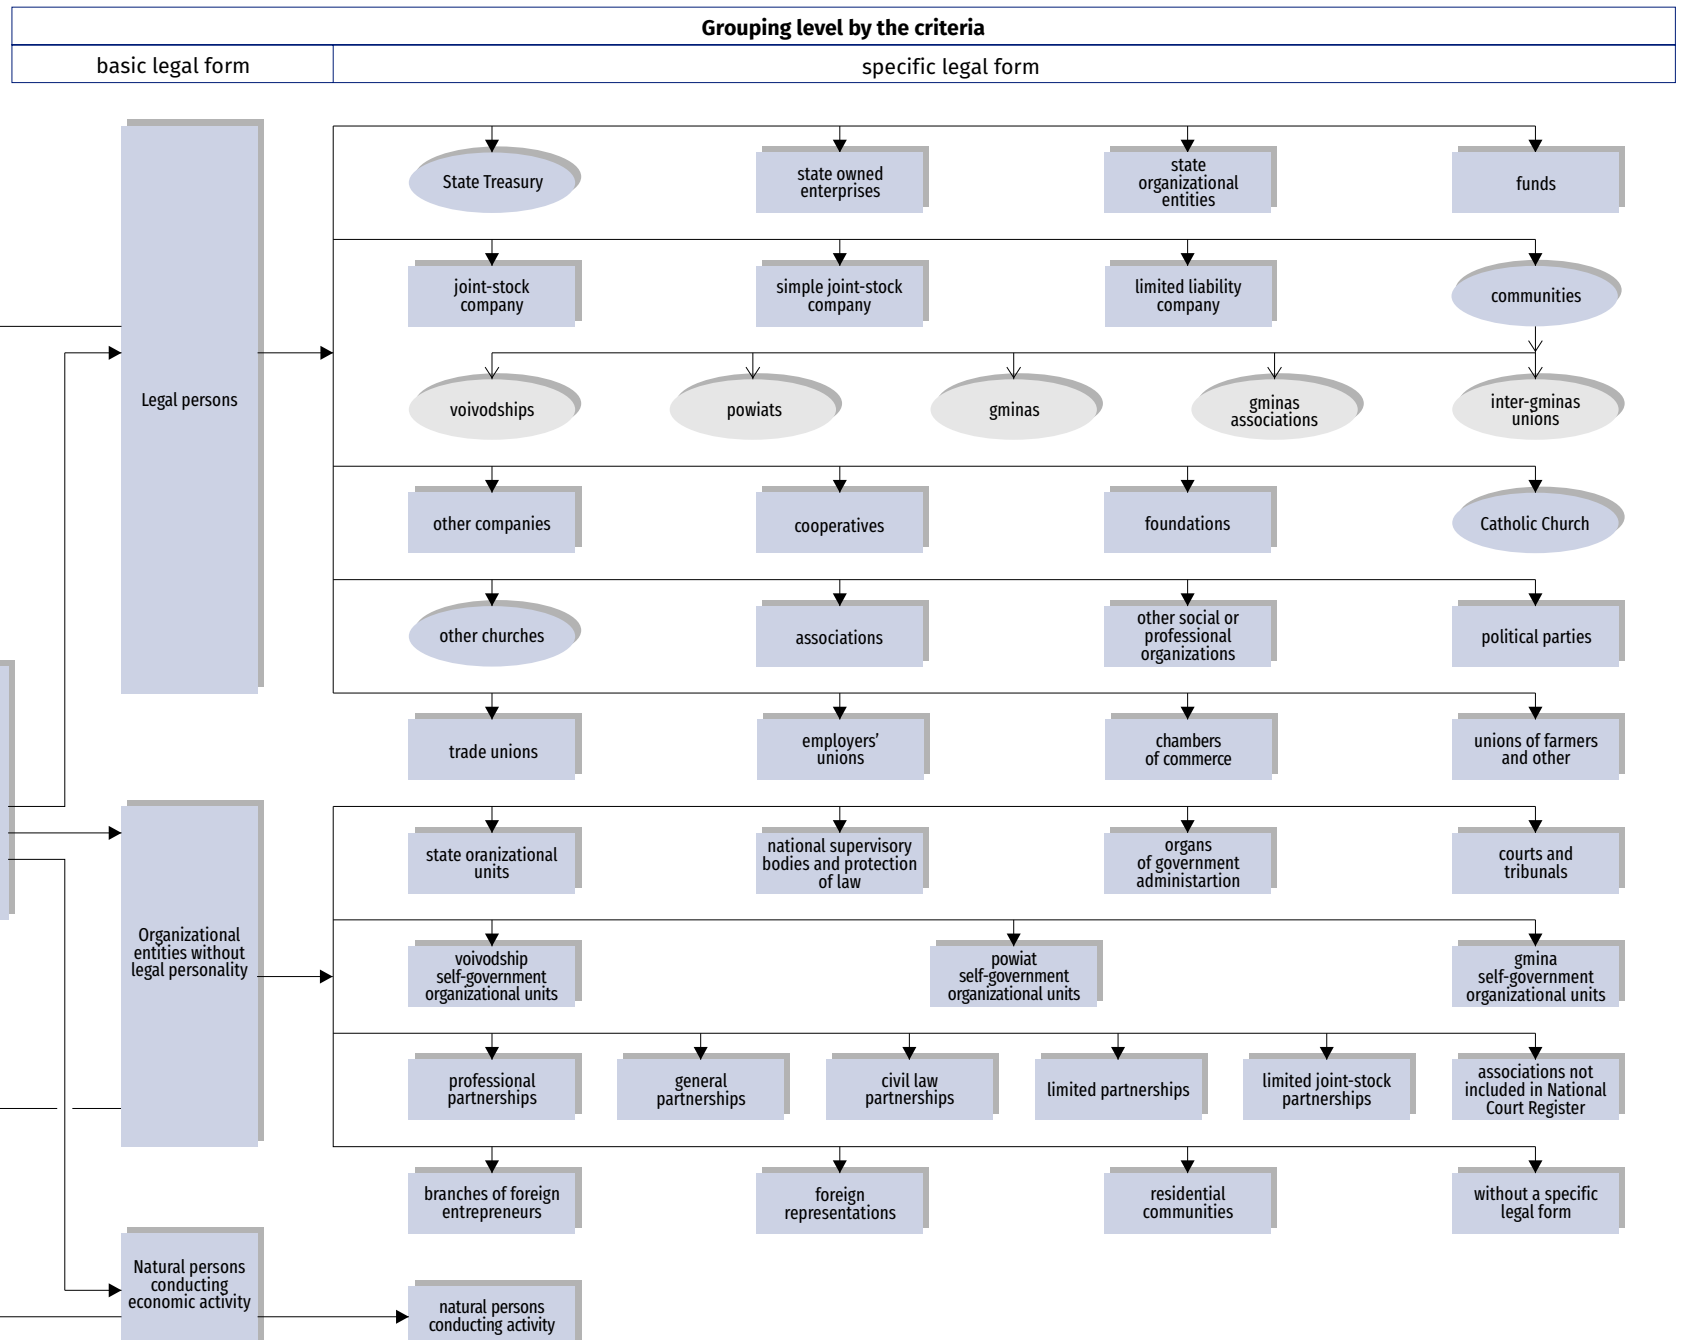 Grouping level by the criteria
basic legal form
specific legal form
Legal persons
State Treasury
state owned
enterprises
state
organizational
entities
funds
joint-stock
company
simple joint-stock
company
limited liability
company
communities
voivodships
powiats
gminas
gminas
associations
inter-gminas
unions
other companies
cooperatives
foundations
Catholic Church
other churches
associations
other social or
professional
organizations
political parties
trade unions
employers'
unions
chambers
of commerce
unions of farmers
and other
Organizational
entities without
legal personality
state oranizational
units
national supervisory
bodies and protection
of law
organs
of government
administartion
courts and
tribunals
voivodship
self-government
organizational units
powiat
self-government
organizational units
gmina
self-government
organizational units
professional
partnerships
general
partnerships
civil law
partnerships
limited partnerships
limited joint-stock
partnerships
associations not
included in National
Court Register
branches of foreign
entrepreneurs
foreign
representations
residential
communities
without a specific
legal form
Natural persons
conducting
economic activity
natural persons
conducting activity